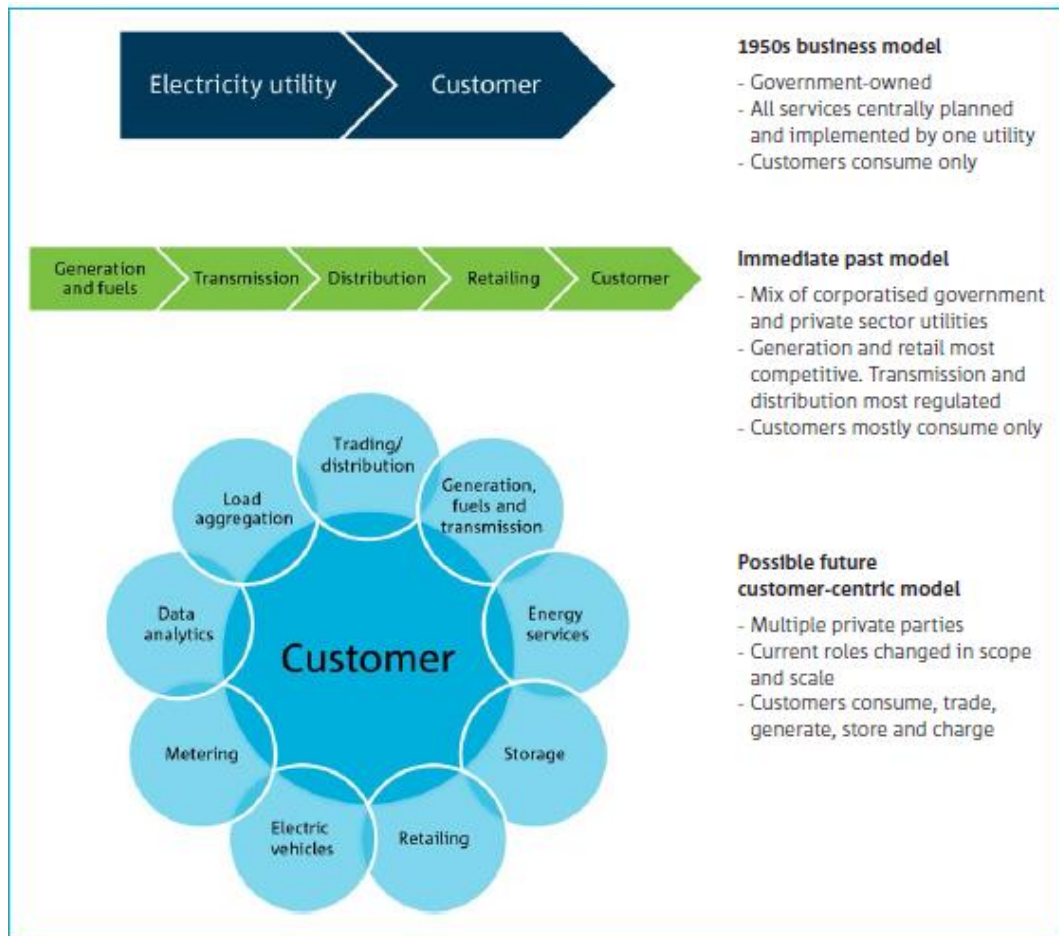 Electricity utility
Customer
1950s business model
- Government-owned
- All services centrally planned
and implemented by one utility
- Customers consume only
Generation
and fuels
Transmission
Distribution
Retailing
Customer
Immediate past model
- Mix of corporatised government
and private sector utilities
- Generation and retail most
competitive. Transmission and
distribution most regulated
- Customers mostly consume only
Trading/
distribution
Generation,
fuels and
transmission
Energy
services
Storage
Retailing
Electric
vehicles
Metering
Data
analytics
Load
aggregation
Customer
Possible future
customer-centric model
- Multiple private parties
- Current roles changed in scope
and scale
- Customers consume, trade,
generate, store and charge